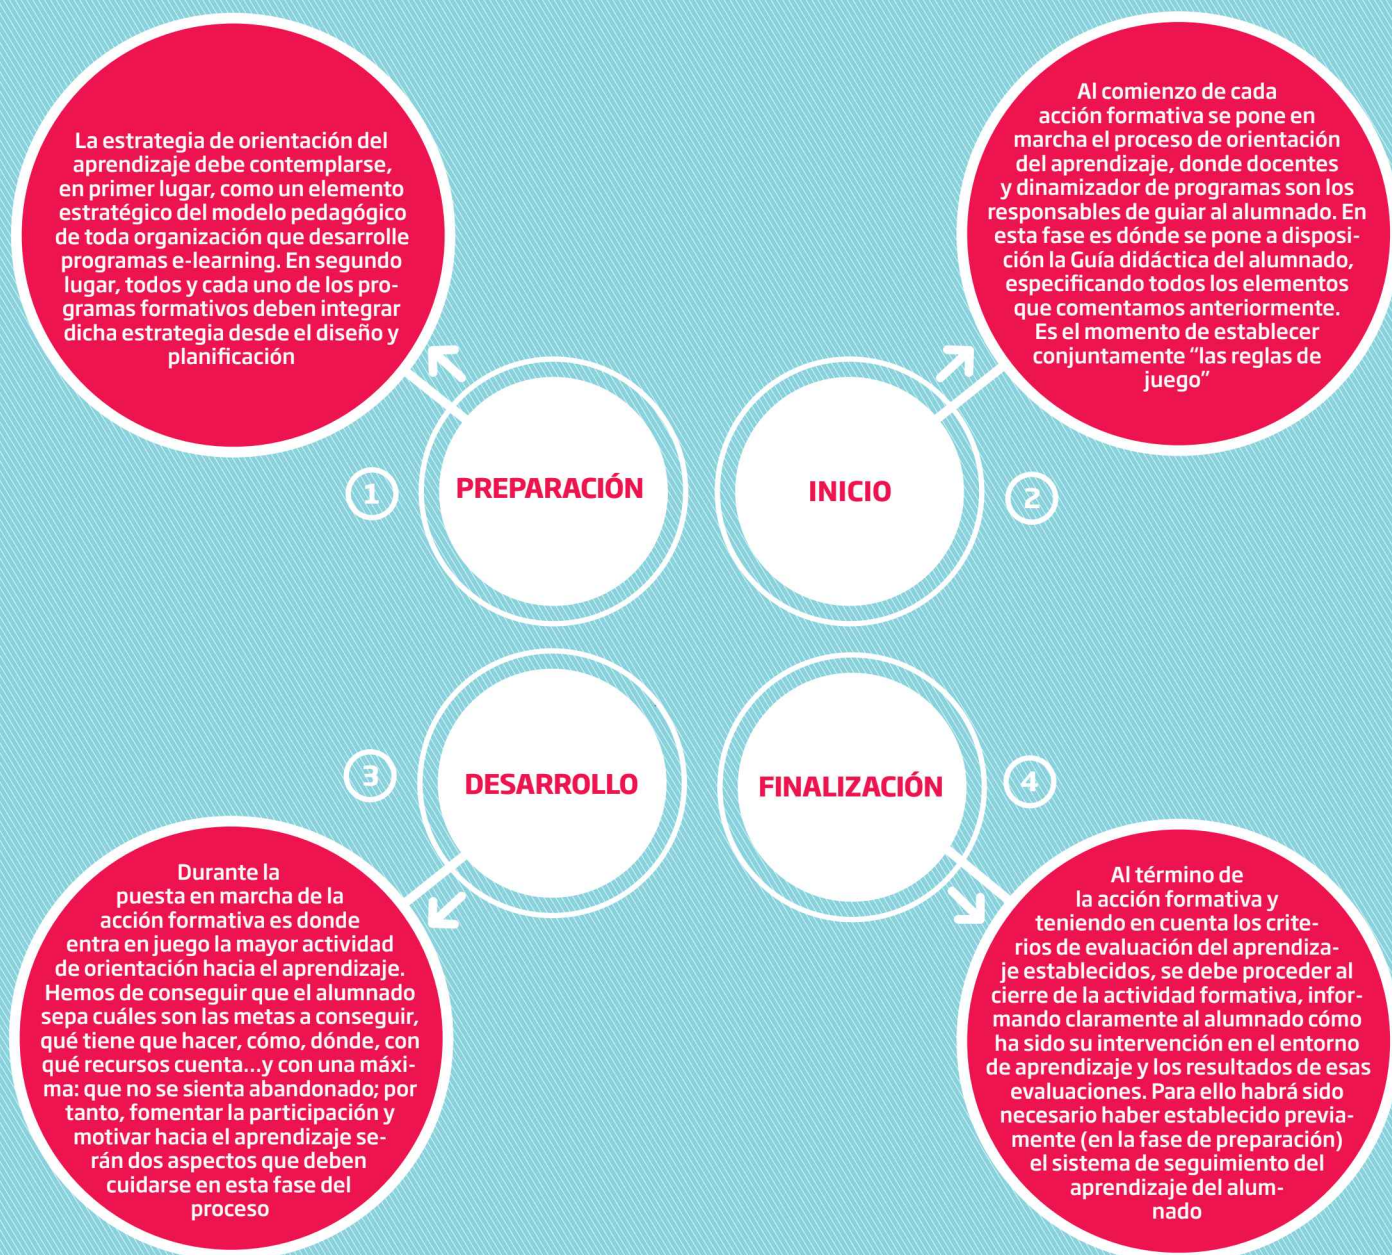 La estrategia de orientación del
aprendizaje debe contemplarse,
en primer lugar, como un elemento
estratégico del modelo pedagógico
de toda organización que desarrolle
programas e-learning. En segundo
lugar, todos y cada uno de los pro-
gramas formativos deben integrar
dicha estrategia desde el diseño y
planificación
1
PREPARACIÓN
Al comienzo de cada
acción formativa se pone en
marcha el proceso de orientación
del aprendizaje, donde docentes
y dinamizador de programas son los
responsables de guiar al alumnado. En
esta fase es dónde se pone a disposi-
ción la Guía didáctica del alumnado,
especificando todos los elementos
que comentamos anteriormente.
Es el momento de establecer
conjuntamente “las reglas de
juego”
INICIO
2
3
DESARROLLO
Durante la
puesta en marcha de la
acción formativa es donde
entra en juego la mayor actividad
de orientación hacia el aprendizaje.
Hemos de conseguir que el alumnado
sepa cuáles son las metas a conseguir,
qué tiene que hacer, cómo, dónde, con
qué recursos cuenta...y con una máxi-
ma: que no se sienta abandonado; por
tanto, fomentar la participación y
motivar hacia el aprendizaje se-
rán dos aspectos que deben
cuidarse en esta fase del
proceso
FINALIZACIÓN
4
Al término de
la acción formativa y
teniendo en cuenta los crite-
rios de evaluación del aprendiza-
je establecidos, se debe proceder al
cierre de la actividad formativa, infor-
mando claramente al alumnado cómo
ha sido su intervención en el entorno
de aprendizaje y los resultados de esas
evaluaciones. Para ello habrá sido
necesario haber establecido previa-
mente (en la fase de preparación)
el sistema de seguimiento del
aprendizaje del alum-
nado